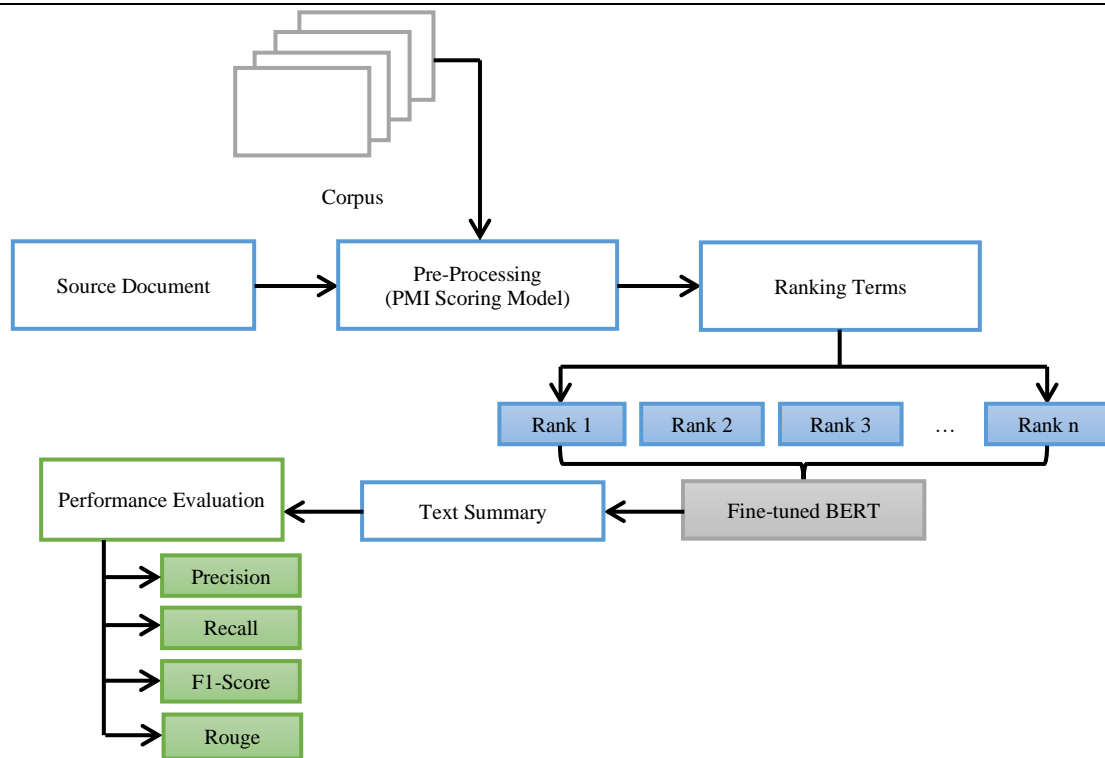 Corpus
Source Document
Pre-Processing
(PMI Scoring Model)
Ranking Terms
Rank 1
Rank 2
Rank 3
…
Rank n
Performance Evaluation
Text Summary
Fine-tuned BERT
Precision
Recall
F1-Score
Rouge